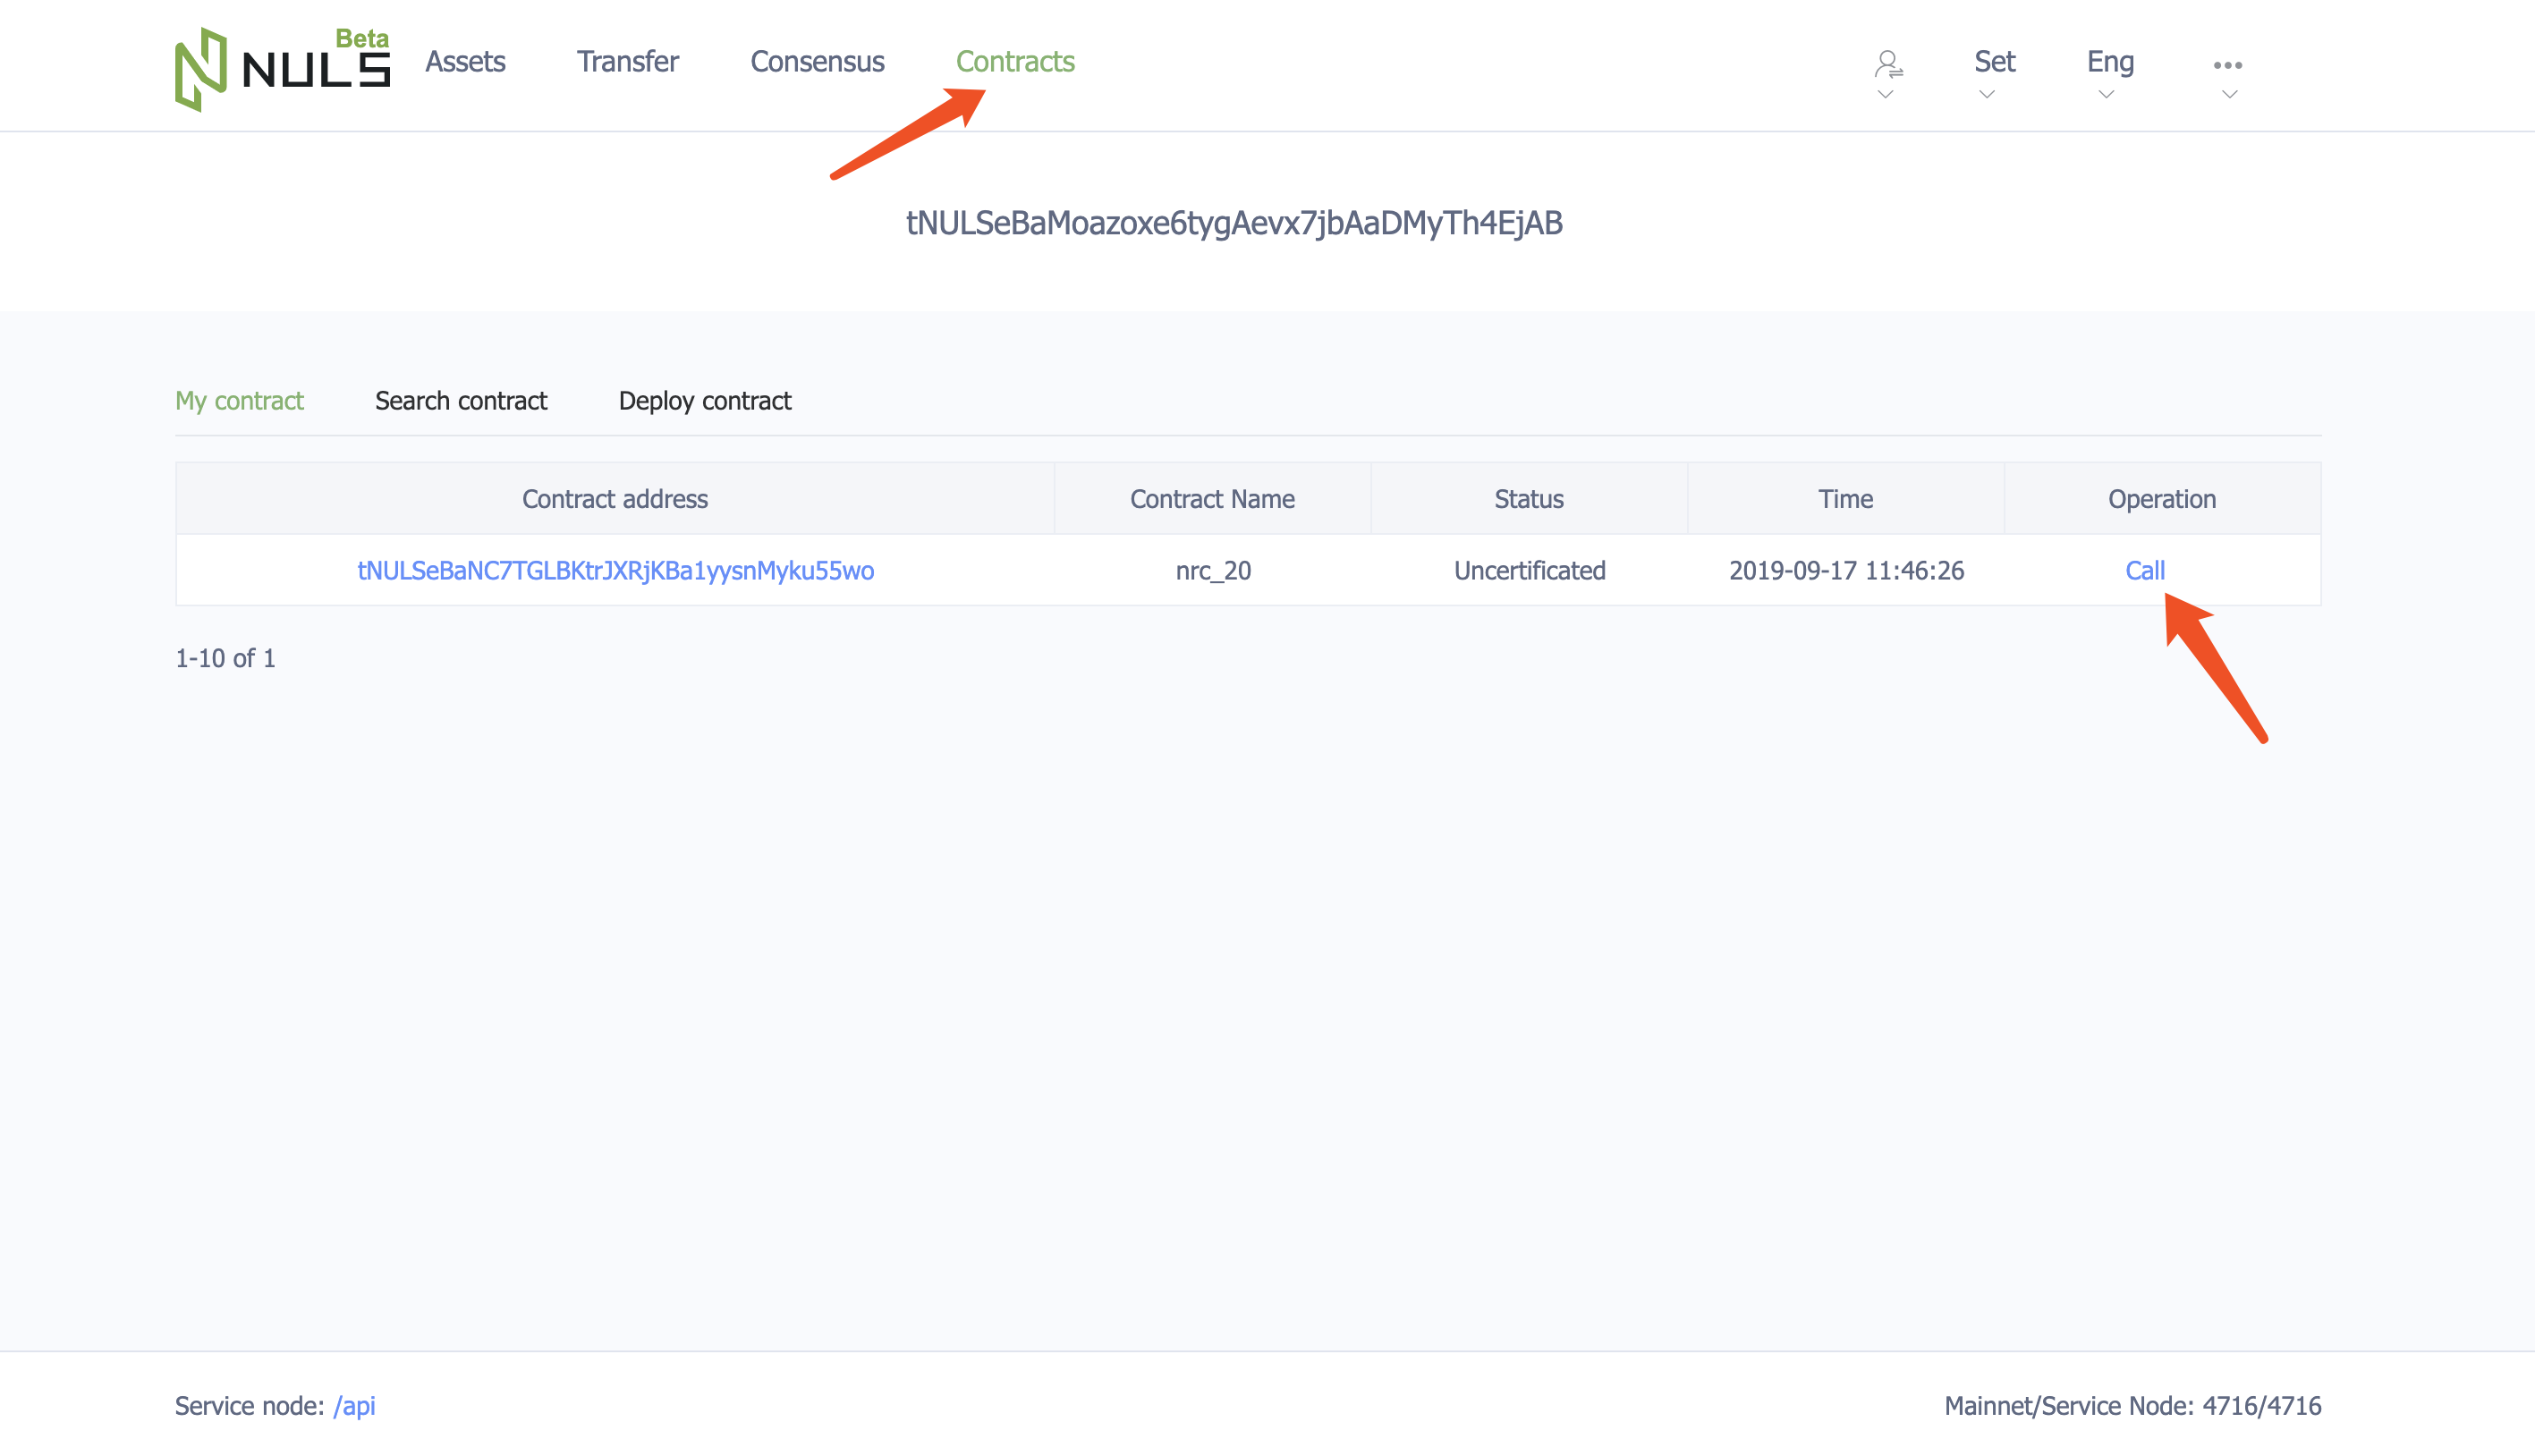 Beta
NULS
Assets Transfer Consensus Contracts Set Eng
tNULSeBaMoazoxe6tygAevx7jbAaDMyTh4EjAB
My contract Search contract Deploy contract
Contract address Contract Name Status Time Operation
tNULSeBaNC7TGLBKtrJXRjKBa1yysnMyku55wo nrc_20 Uncertificated 2019-09-17 11:46:26 Call
1-10 of 1
Service node: /api Mainnet/Service Node: 4716/4716